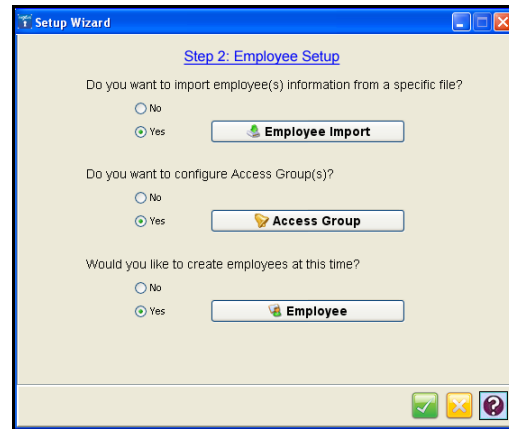 Setup Wizard
Step 2: Employee Setup
Do you want to import employee(s) information from a specific file?
No
Yes
Employee Import
Do you want to configure Access Group(s)?
No
Yes
Access Group
Would you like to create employees at this time?
No
Yes
Employee
?